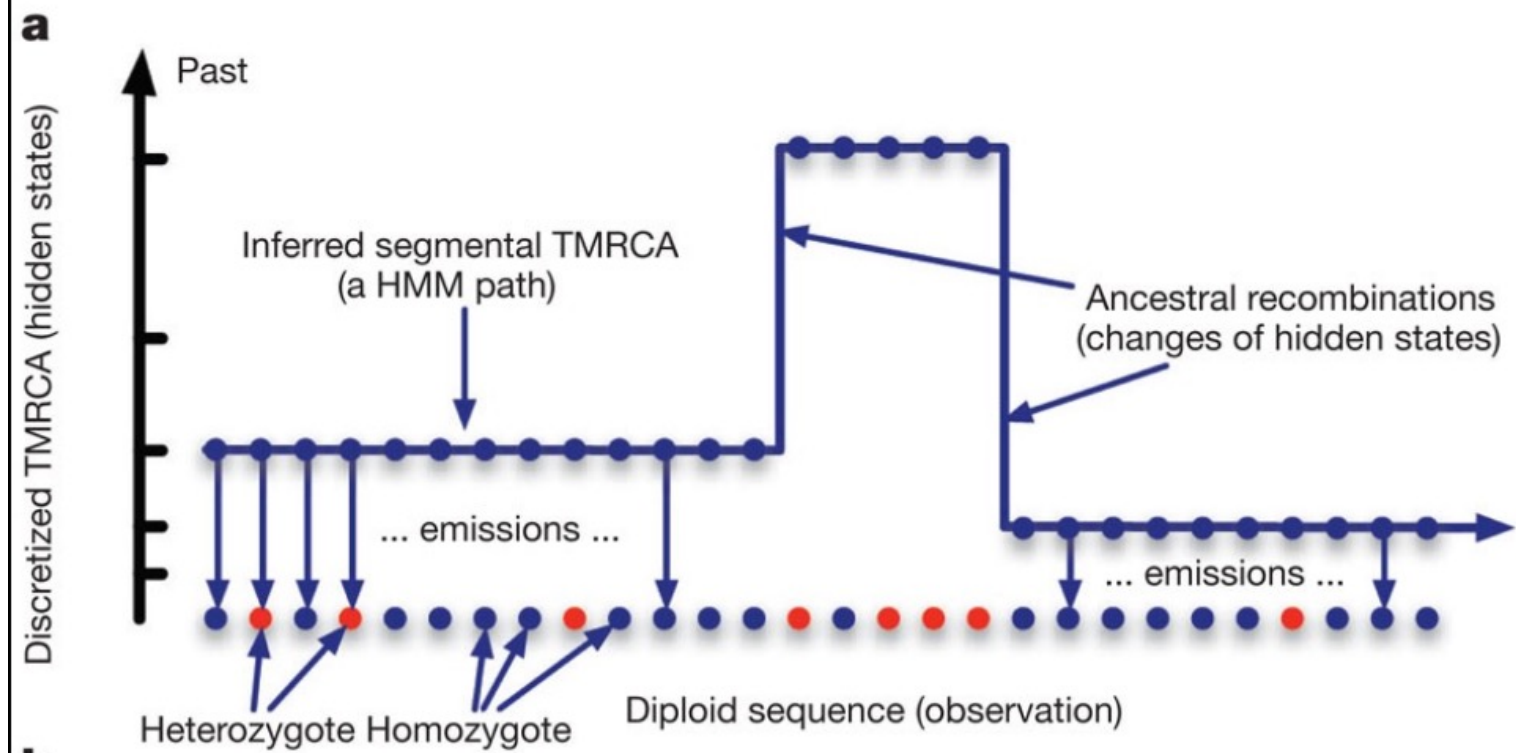 a
Past
Discretized TMRCA (hidden states)
Inferred segmental TMRCA
(a HMM path)
Ancestral recombinations
(changes of hidden states)
... emissions ...
... emissions ...
Heterozygote Homozygote
Diploid sequence (observation)